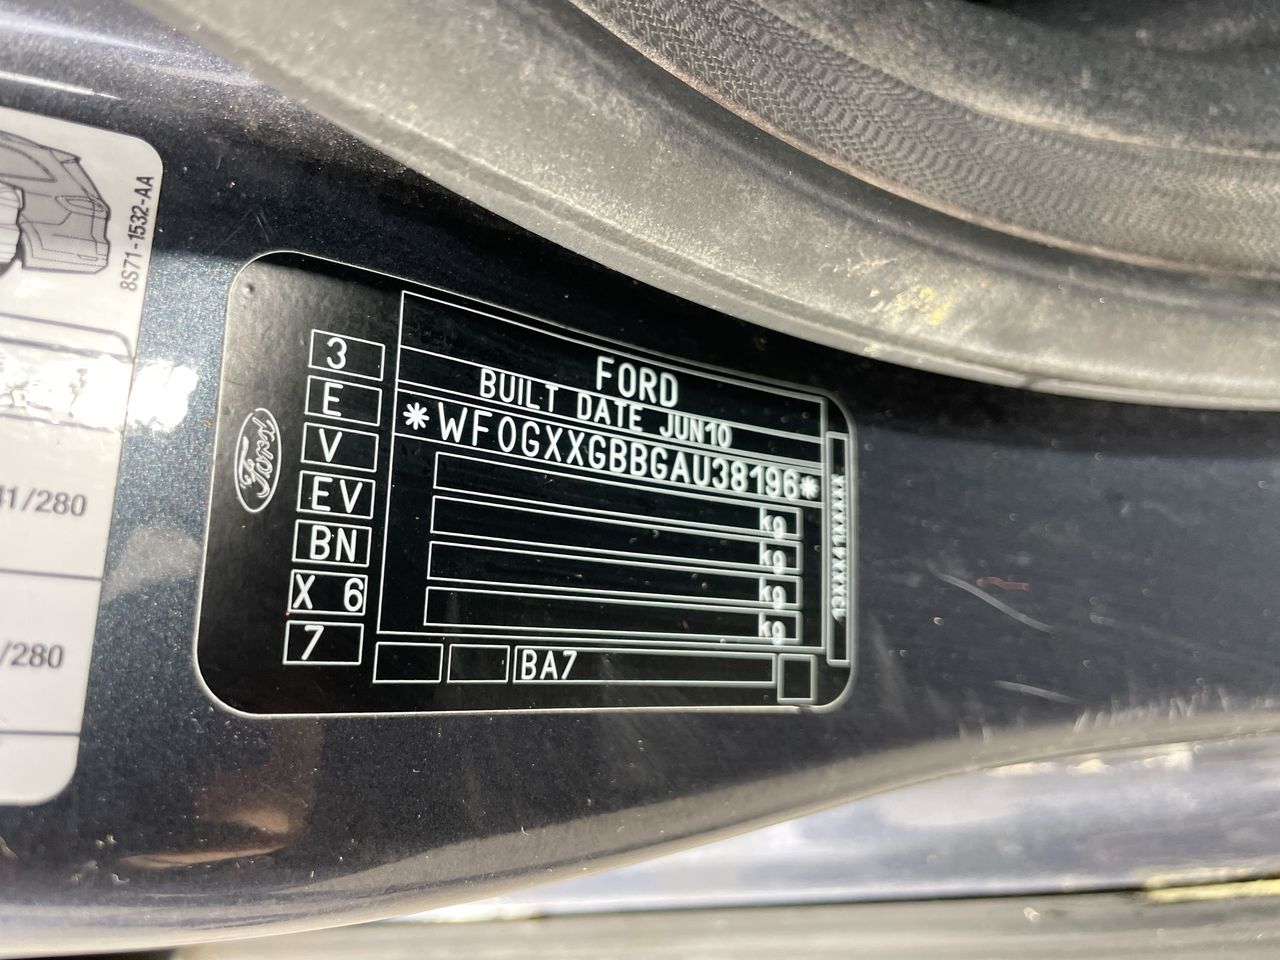 8S71-1532-AA
/280
/280
Ford
3
E
V
EV
BN
X 6
7
FORD
BUILT DATE JUN10
*WF0GXXGBBGAU38196*
kg
kg
kg
kg
BA7